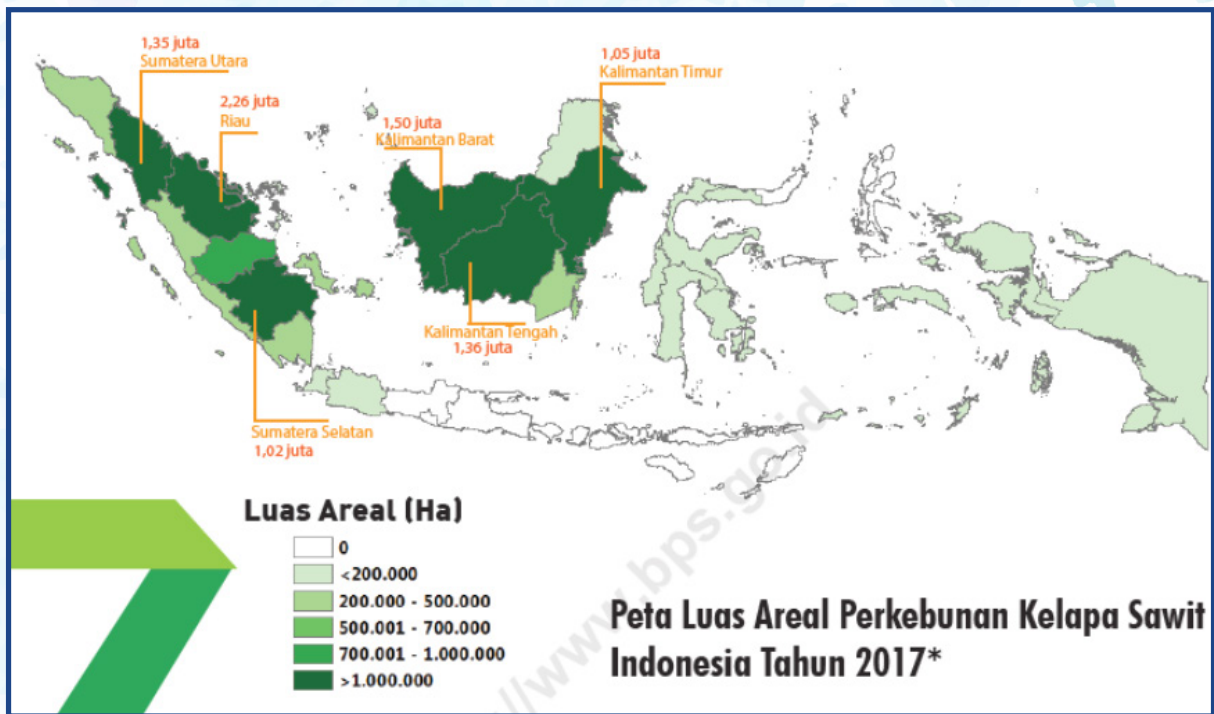 1,35 juta
Sumatera Utara
2,26 juta
Riau
1,50 juta
Kalimantan Barat
1,05 juta
Kalimantan Timur
Kalimantan Tengah
1,36 juta
Sumatera Selatan
1,02 juta
Luas Areal (Ha)
0
<200.000
200.000 - 500.000
500.001 - 700.000
700.001 - 1.000.000
>1.000.000
Peta Luas Areal Perkebunan Kelapa Sawit
Indonesia Tahun 2017*
//www.bps.go.id